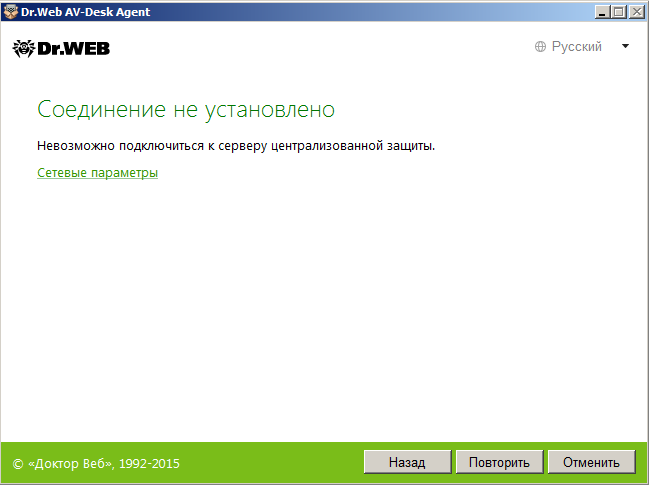 Dr.Web AV-Desk Agent
Dr.WEB
Русский
Соединение не установлено
Невозможно подключиться к серверу централизованной защиты.
Сетевые параметры
© «Доктор Веб», 1992-2015
Назад
Повторить
Отменить